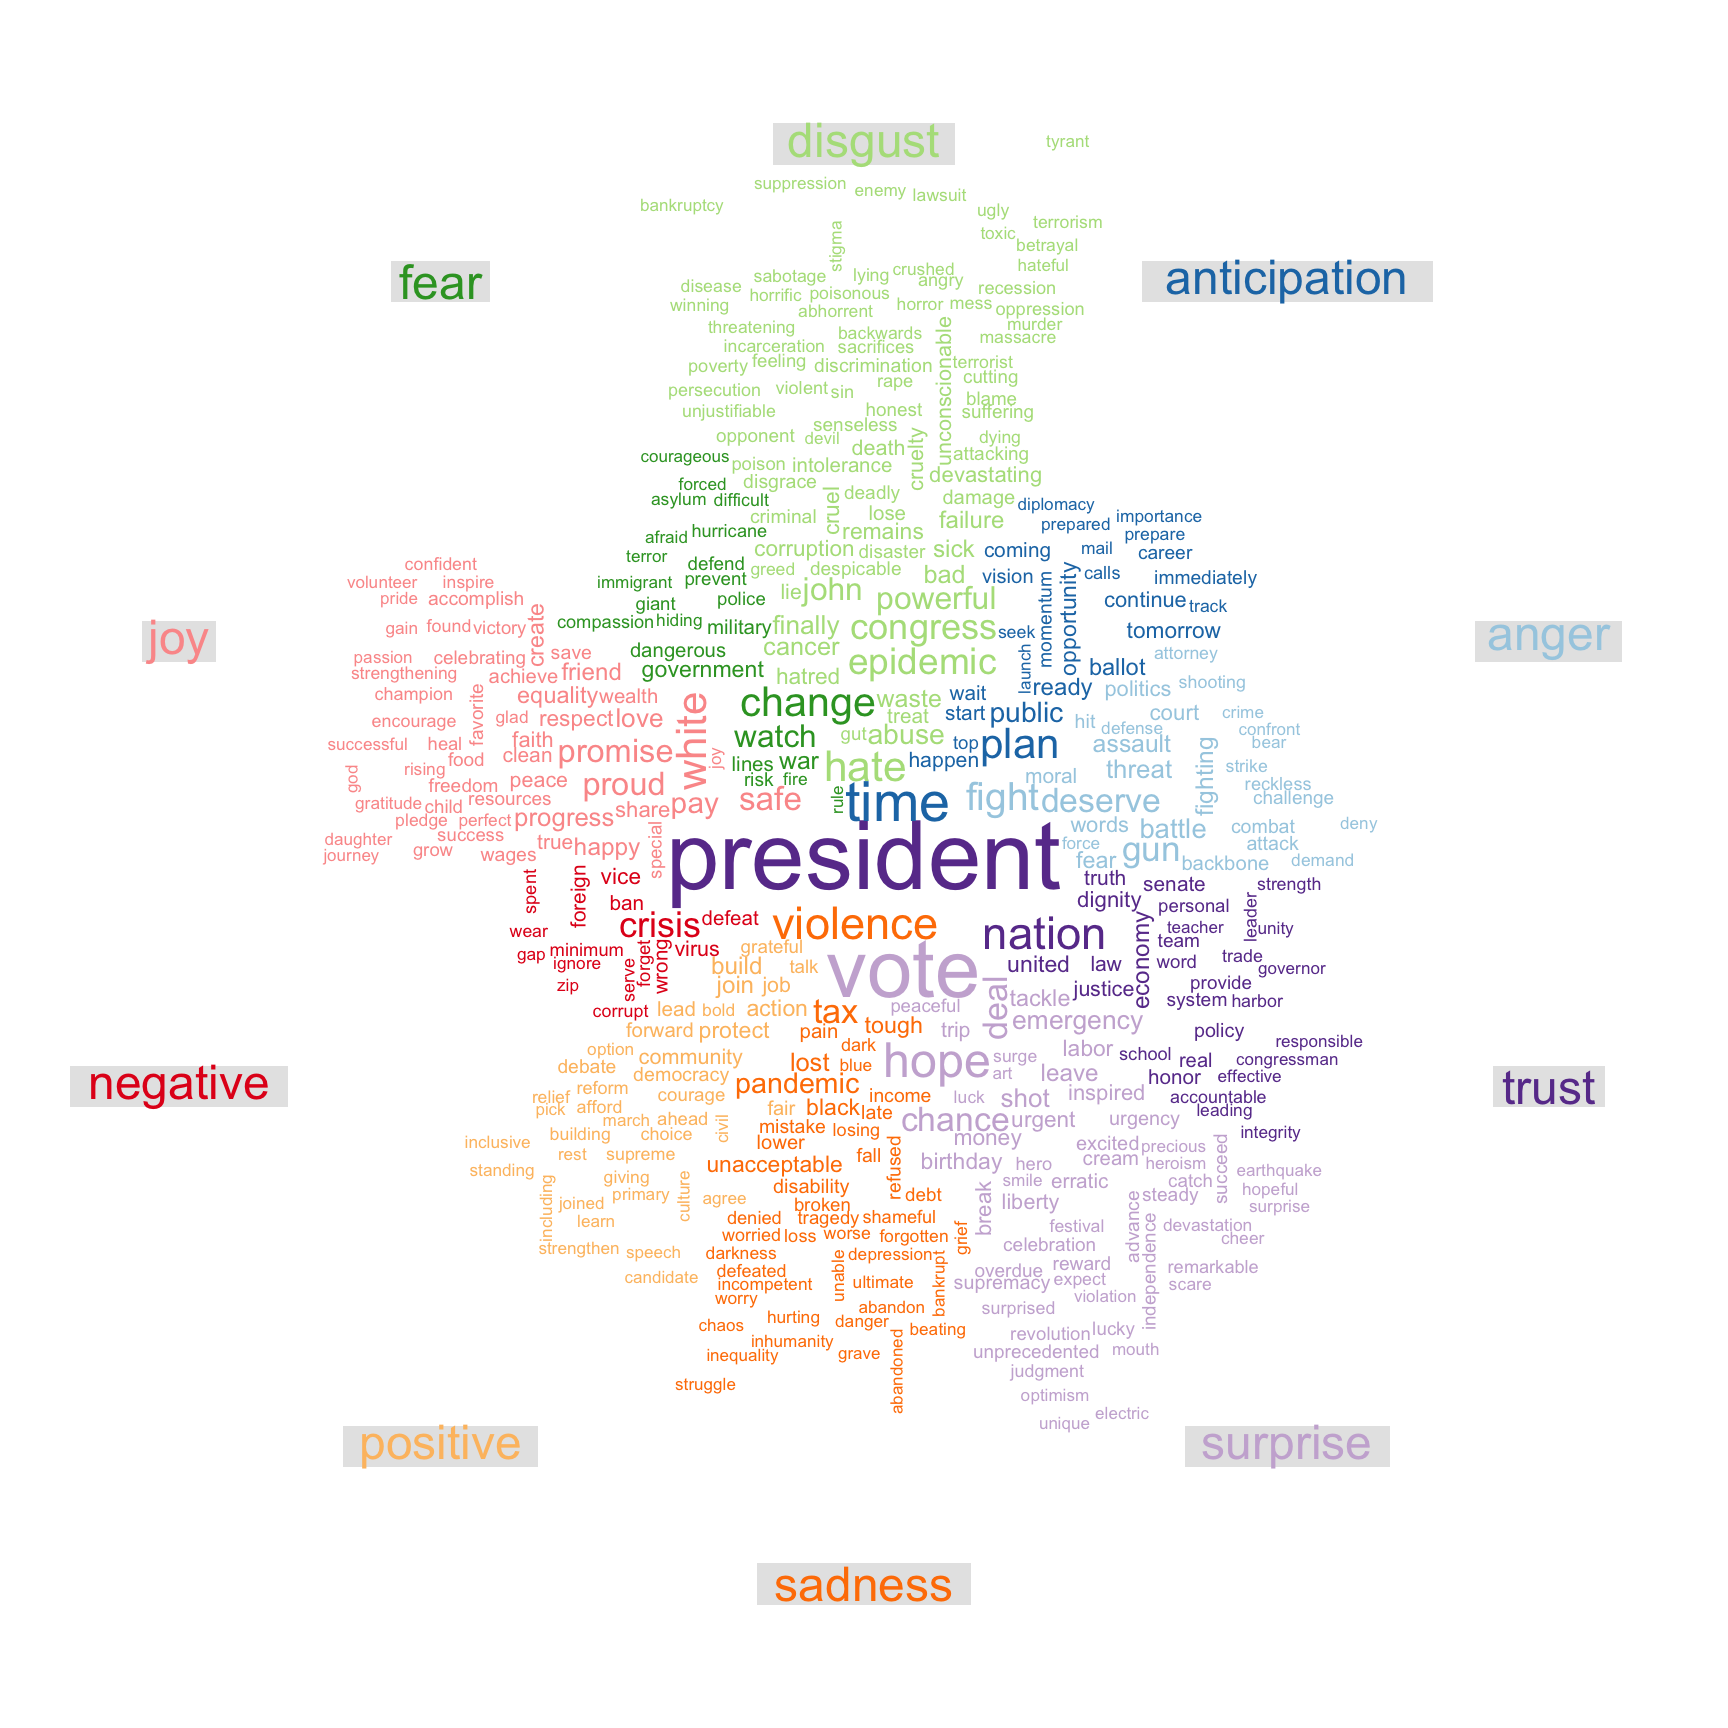 disgust
tyrant
suppression
enemy
lawsuit
bankruptcy
ugly
terrorism
toxic
betrayal
stigma
hateful
fear
anticipation
sabotage
lying
crushed
angry
disease
horrific
poisonous
recession
winning
abhorrent
horror
mess
oppression
threatening
backwards
murder
massacre
incarceration
sacrifices
unconscionable
poverty
feeling
discrimination
terrorist
persecution
violent
sin
rape
cutting
blame
unjustifiable
honest
suffering
senseless
opponent
devil
death
cruelty
dying
attacking
courageous
poison
intolerance
devastating
forced
disgrace
deadly
damage
asylum
difficult
cruel
lose
diplomacy
criminal
remains
failure
prepared
importance
afraid
hurricane
prepare
terror
corruption
disaster
sick
coming
mail
career
confident
defend
greed
despicable
bad
vision
momentum
opportunity
calls
immediately
volunteer
inspire
immigrant
prevent
lie
john
powerful
pride
accomplish
giant
police
continue
track
compassion
hiding
military
finally
congress
seek
tomorrow
gain
found
victory
create
joy
anger
passion
celebrating
save
dangerous
cancer
epidemic
launch
ballot
attorney
strengthening
achieve
friend
government
hatred
ready
politics
shooting
champion
favorite
equality
wealth
white
change
waste
wait
public
court
crime
encourage
glad
respect
love
treat
start
hit
defense
confront
successful
heal
faith
watch
gut
abuse
top
plan
assault
bear
food
clean
promise
joy
lines
war
hate
happen
threat
fighting
strike
god
rising
freedom
peace
proud
risk
fire
moral
reckless
gratitude
child
resources
share
pay
safe
rule
time
fight
deserve
challenge
pledge
perfect
progress
words
battle
combat
deny
daughter
success
true
happy
special
president
force
attack
journey
grow
wages
fear
gun
backbone
demand
spent
foreign
vice
truth
senate
strength
ban
dignity
personal
leader
wear
crisis
defeat
violence
nation
economy
teacher
unity
gap
minimum
forget
wrong
virus
grateful
team
trade
ignore
serve
build
talk
vote
united
law
word
governor
zip
join
job
deal
justice
provide
corrupt
lead
bold
action
tax
peaceful
tackle
system
harbor
forward
protect
pain
tough
trip
emergency
policy
option
community
dark
hope
surge
labor
school
real
responsible
debate
democracy
lost
blue
art
leave
honor
congressman
negative
trust
relief
reform
courage
pandemic
income
luck
shot
inspired
effective
pick
afford
fair
black
late
accountable
march
ahead
civil
mistake
losing
chance
urgent
urgency
leading
building
choice
lower
money
excited
precious
integrity
inclusive
rest
supreme
unacceptable
fall
refused
birthday
hero
cream
heroism
succeed
standing
giving
disability
smile
erratic
catch
earthquake
including
joined
primary
culture
agree
broken
debt
break
liberty
steady
hopeful
learn
denied
tragedy
shameful
grief
festival
advance
independence
surprise
strengthen
speech
worried
loss
worse
forgotten
celebration
devastation
cheer
darkness
depression
candidate
defeated
unable
bankrupt
overdue
reward
remarkable
incompetent
ultimate
supremacy
expect
scare
worry
abandon
surprised
violation
chaos
hurting
danger
beating
revolution
lucky
inequality
inhumanity
grave
abandoned
unprecedented
mouth
struggle
judgment
optimism
unique
electric
positive
surprise
sadness